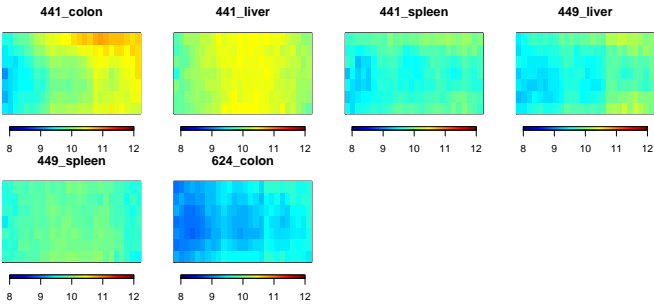 441_colon 441_liver 441_spleen 449_liver
8 9 10 11 12 8 9 10 11 12 8 9 10 11 12 8 9 10 11 12
449_spleen 624_colon
8 9 10 11 12 8 9 10 11 12